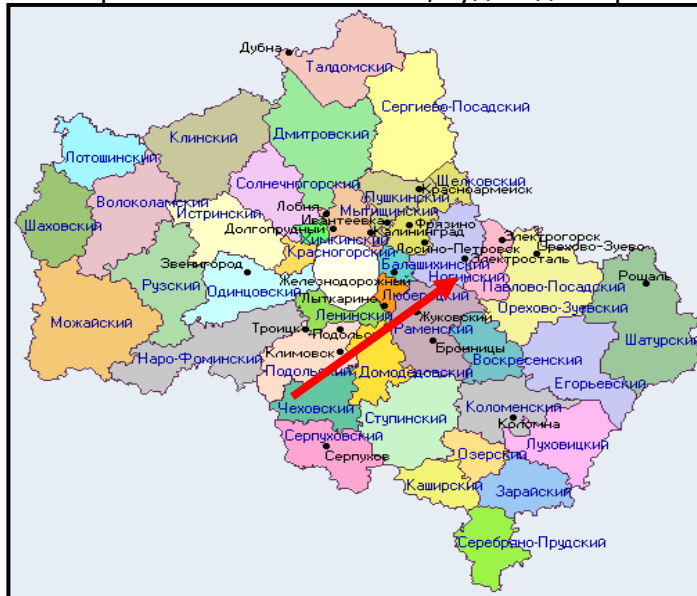 Дубна
Талдомский
Сергиево-Посадский
Клинский
Дмитровский
Лотошинский
Солнечногорский
Щелковский
Пушкинский
Красноармейск
Волоколамский
Шаховский
Истринский
Лобня
Мытищинский
Ивантеевка
Фрязино
Долгопрудный
Калининград
Химкинский
Электрогорск
Лосино-Петровск
Орехово-Зуево
Красногорский
Электросталь
Балашихинский
Ногинский
Звенигород
Железнодорожный
Рошаль
Рузский
Одинцовский
Павлово-Посадский
Люберецкий
Лыткарино
Орехово-Зуевский
Можайский
Ленинский
Жуковский
Троицк
Подольск
Раменский
Шатурский
Наро-Фоминский
Климовск
Бронницы
Воскресенский
Подольский
Домодедовский
Егорьевский
Чеховский
Ступинский
Коломенский
Коломна
Серпуховский
Луховицкий
Серпухов
Озерский
Каширский
Зарайский
Серебряно-Прудский